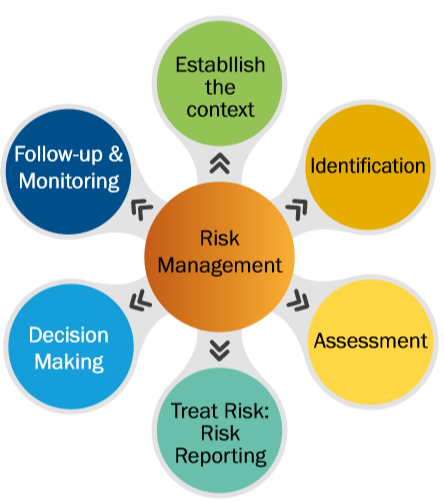 Establlish
the
context
Identification
Assessment
Treat Risk:
Risk
Reporting
Decision
Making
Follow-up &
Monitoring
Risk
Management